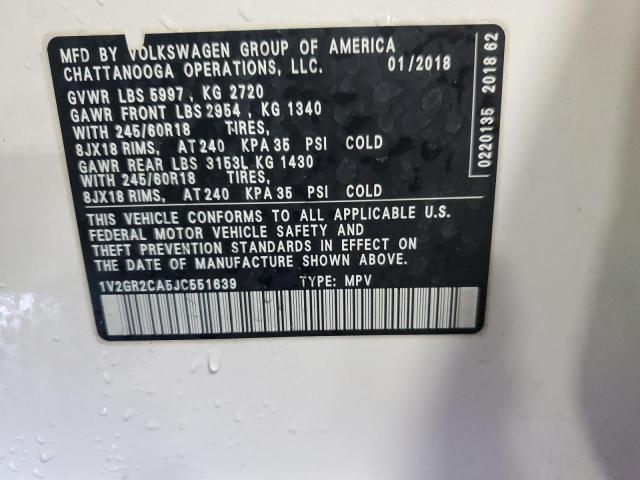 MFD BY VOLKSWAGEN GROUP OF AMERICA
CHATTANOOGA OPERATIONS, LLC. 01/2018
GVWR LBS 5997, KG 2720
GAWR FRONT LBS 2954, KG 1340
WITH 245/60R18 TIRES,
8JX18 RIMS, AT 240 KPA 35 PSI COLD
GAWR REAR LBS 3153L KG 1430
WITH 245/60R18 TIRES,
8JX18 RIMS, AT 240 KPA 35 PSI COLD
THIS VEHICLE CONFORMS TO ALL APPLICABLE U.S.
FEDERAL MOTOR VEHICLE SAFETY AND
THEFT PREVENTION STANDARDS IN EFFECT ON
THE DATE OF MANUFACTURE SHOWN ABOVE.
1V2GR2CA5JC551639 TYPE: MPV
0220135 2018 62